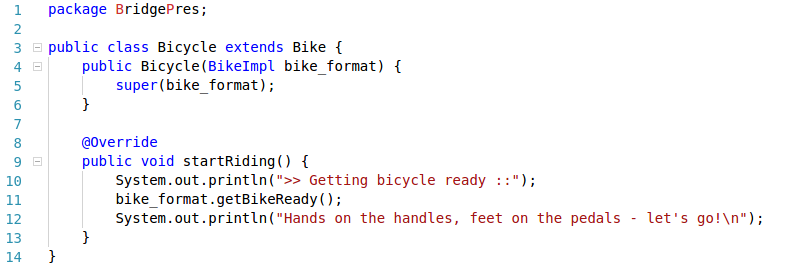 1 package BridgePres;
2
3 public class Bicycle extends Bike {
4     public Bicycle(BikeImpl bike_format) {
5         super(bike_format);
6     }
7
8     @Override
9     public void startRiding() {
10         System.out.println(">> Getting bicycle ready ::");
11         bike_format.getBikeReady();
12         System.out.println("Hands on the handles, feet on the pedals - let's go!\n");
13     }
14 }